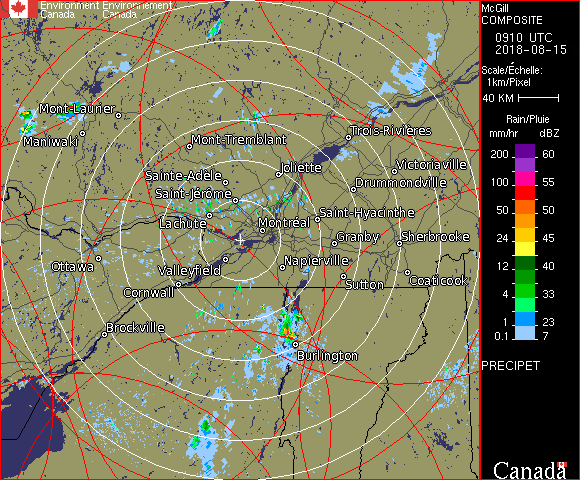 Environment Environnement
Canada Canada
McGill
COMPOSITE
0910 UTC
2018-08-15
Scale/Échelle:
1km/Pixel
40 KM
Rain/Pluie
mm/hr dBZ
200 60
100 55
50 50
24 45
12 40
4 33
1 23
0.1 7
PRECIPET
Canada
Mont-Laurier
Maniwaki
Mont-Tremblant
Trois-Rivières
Joliette
Victoriaville
Sainte-Adèle
Drummondville
Saint-Jérôme
Saint-Hyacinthe
Lachute
Montréal
Granby
Sherbrooke
Ottawa
Valleyfield
Napierville
Cornwall
Sutton
Coaticook
Brockville
Burlington